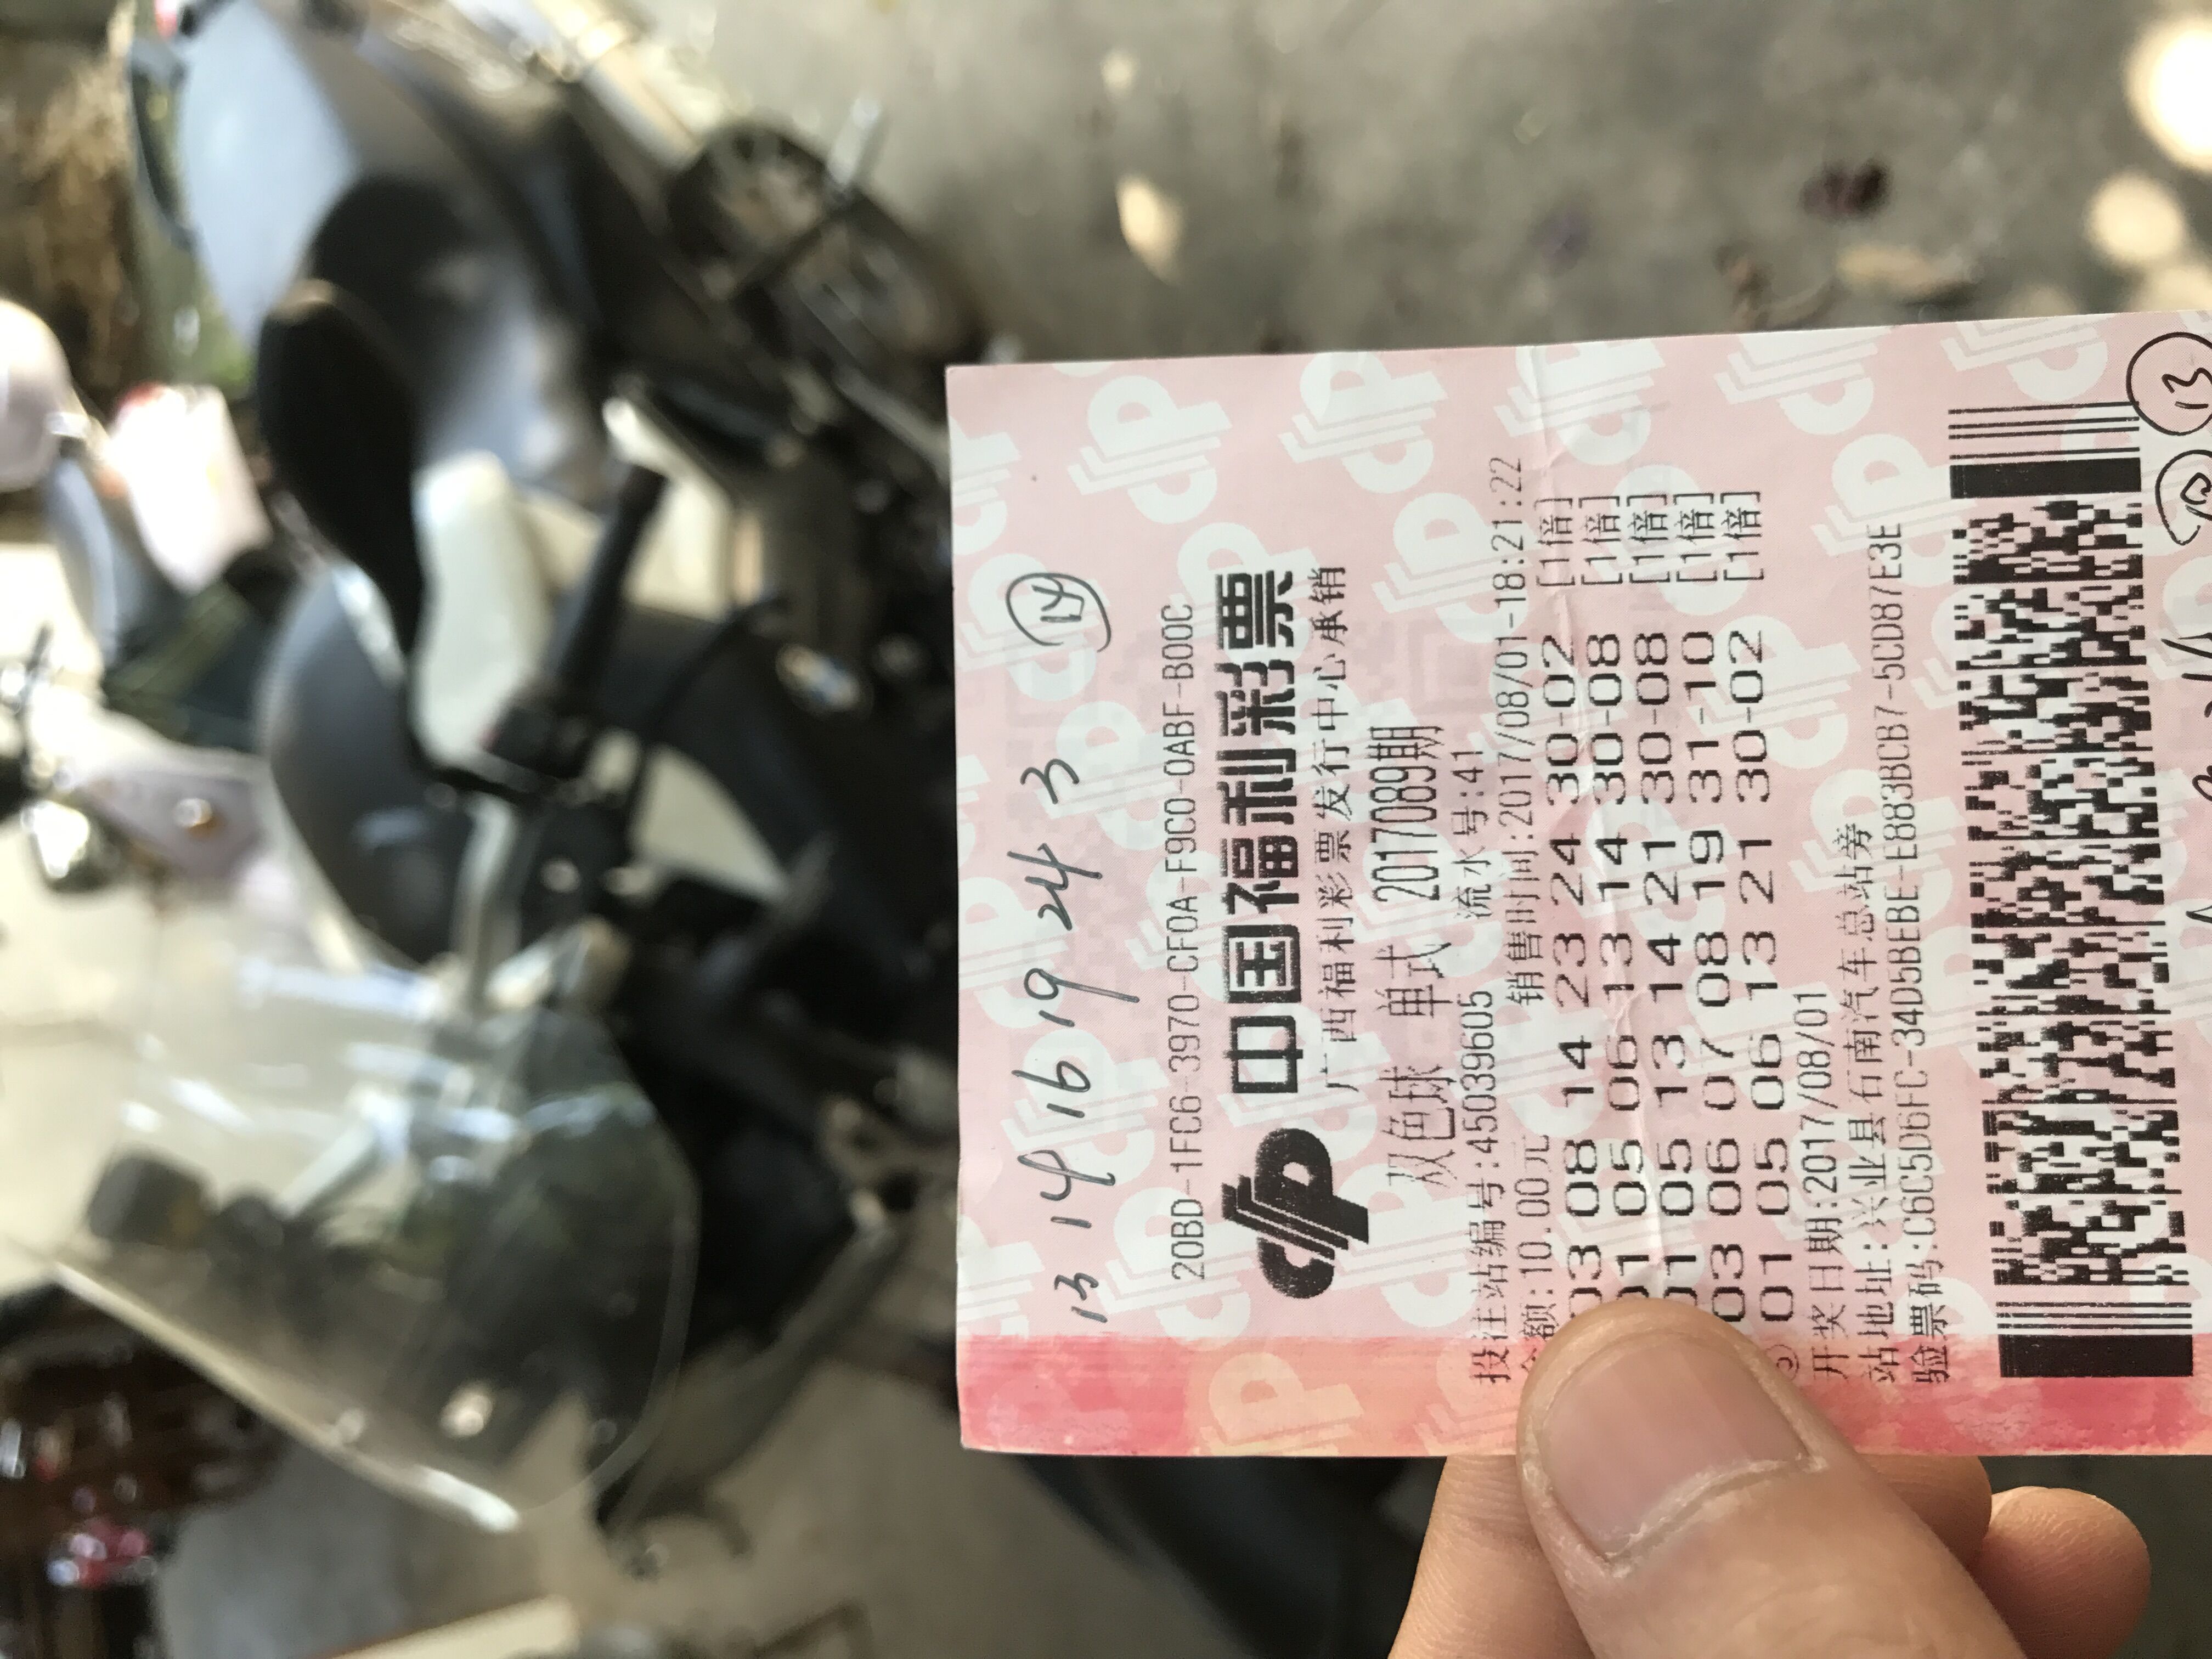 13 14 16 19 24 3 14
20BD-1FC6-3970-CF0A-F9C0-0ABF-B00C
中国福利彩票
广西福利彩票发行中心承销
双色球 单式 2017089期
投注站编号:45039605 流水号:41
额:10.00元 销售时间:2017/08/01-18:21:22
03 08 14 23 24 30-02 [1倍]
01 05 06 13 14 30-08 [1倍]
01 05 13 14 21 30-08 [1倍]
03 06 07 08 19 31-10 [1倍]
⑤ 01 05 06 13 21 30-02 [1倍]
开奖日期:2017/08/01
站地址:兴业县石南汽车总站旁
验票码:C6C5D6FC-34D5BEBE-E883BCB7-5CD87E3E
10 13